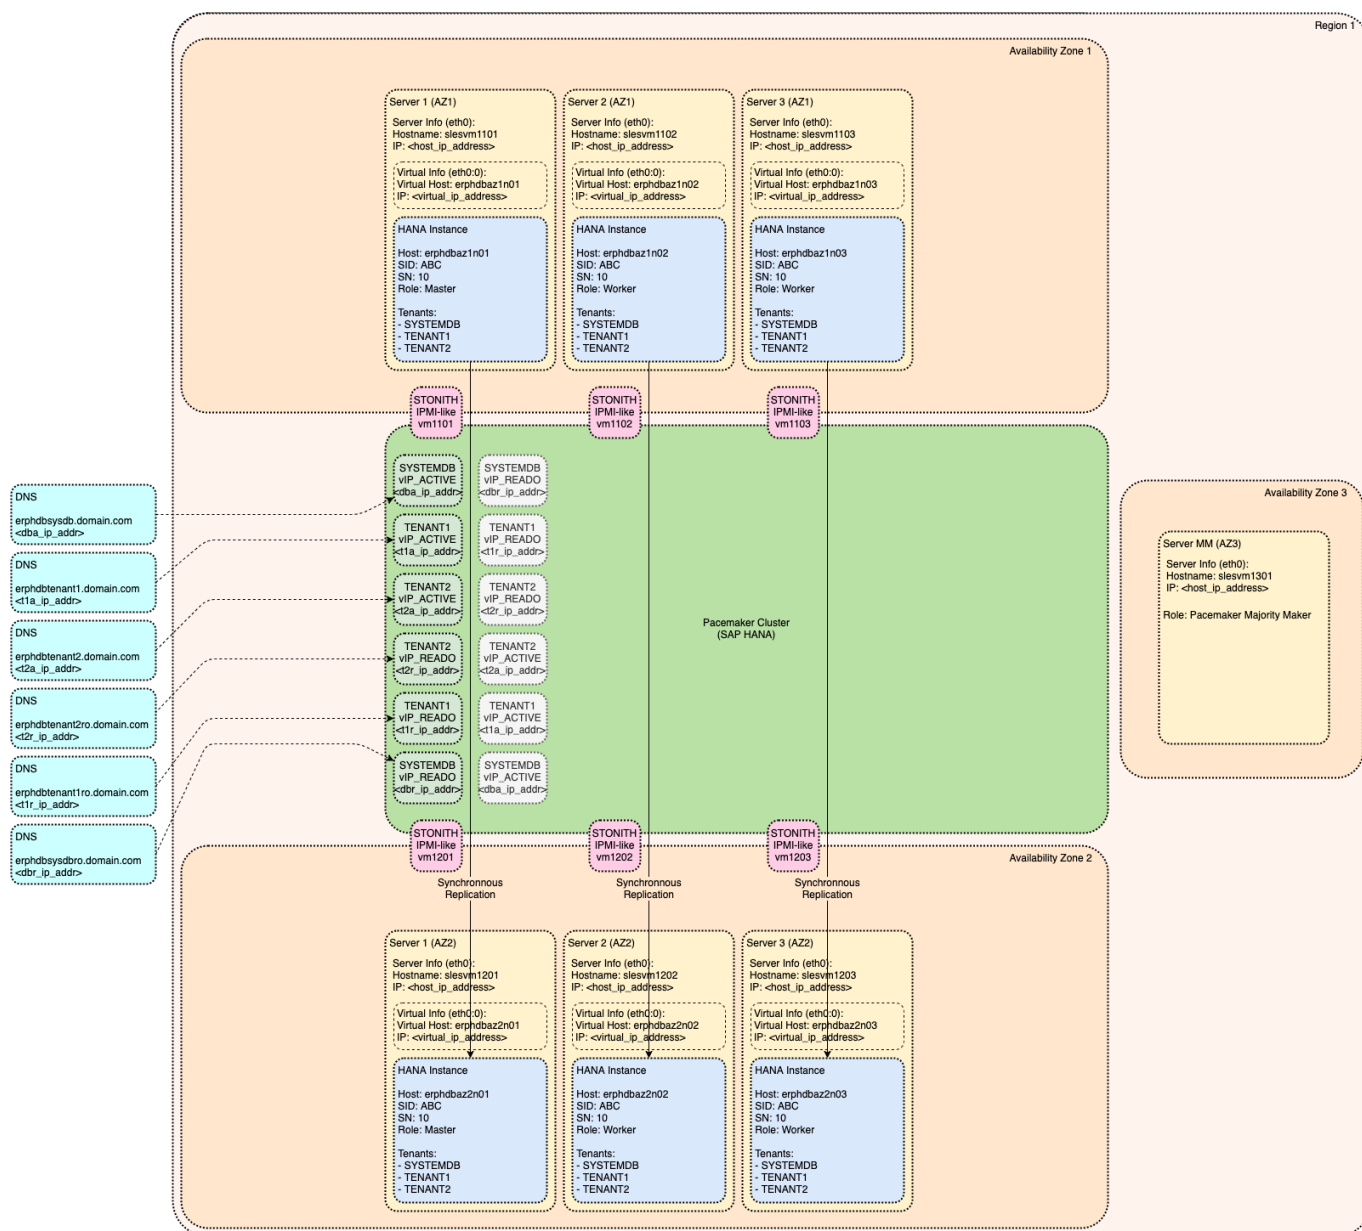 Region 1
Availability Zone 1
Server 1 (AZ1)
Server Info (eth0):
Hostname: slesvm1101
IP: <host_ip_address>
Virtual Info (eth0:0):
Virtual Host: erphdbaz1n01
IP: <virtual_ip_address>
HANA Instance
Host: erphdbaz1n01
SID: ABC
SN: 10
Role: Master
Tenants:
- SYSTEMDB
- TENANT1
- TENANT2
Server 2 (AZ1)
Server Info (eth0):
Hostname: slesvm1102
IP: <host_ip_address>
Virtual Info (eth0:0):
Virtual Host: erphdbaz1n02
IP: <virtual_ip_address>
HANA Instance
Host: erphdbaz1n02
SID: ABC
SN: 10
Role: Worker
Tenants:
- SYSTEMDB
- TENANT1
- TENANT2
Server 3 (AZ1)
Server Info (eth0):
Hostname: slesvm1103
IP: <host_ip_address>
Virtual Info (eth0:0):
Virtual Host: erphdbaz1n03
IP: <virtual_ip_address>
HANA Instance
Host: erphdbaz1n03
SID: ABC
SN: 10
Role: Worker
Tenants:
- SYSTEMDB
- TENANT1
- TENANT2
STONITH
IPMI-like
vm1101
STONITH
IPMI-like
vm1102
STONITH
IPMI-like
vm1103
DNS
erphdbsysdb.domain.com
<dba_ip_addr>
DNS
erphdbtenant1.domain.com
<t1a_ip_addr>
DNS
erphdbtenant2.domain.com
<t2a_ip_addr>
DNS
erphdbtenant2ro.domain.com
<t2r_ip_addr>
DNS
erphdbtenant1ro.domain.com
<t1r_ip_addr>
DNS
erphdbsysdbro.domain.com
<dbr_ip_addr>
SYSTEMDB
vIP_ACTIVE
<dba_ip_addr>
SYSTEMDB
vIP_READO
<dbr_ip_addr>
TENANT1
vIP_ACTIVE
<t1a_ip_addr>
TENANT1
vIP_READO
<t1r_ip_addr>
TENANT2
vIP_ACTIVE
<t2a_ip_addr>
TENANT2
vIP_READO
<t2r_ip_addr>
TENANT2
vIP_READO
<t2r_ip_addr>
TENANT2
vIP_ACTIVE
<t2a_ip_addr>
TENANT1
vIP_READO
<t1r_ip_addr>
TENANT1
vIP_ACTIVE
<t1a_ip_addr>
SYSTEMDB
vIP_READO
<dbr_ip_addr>
SYSTEMDB
vIP_ACTIVE
<dba_ip_addr>
Pacemaker Cluster
(SAP HANA)
Availability Zone 3
Server MM (AZ3)
Server Info (eth0):
Hostname: slesvm1301
IP: <host_ip_address>
Role: Pacemaker Majority Maker
STONITH
IPMI-like
vm1201
STONITH
IPMI-like
vm1202
STONITH
IPMI-like
vm1203
Availability Zone 2
Synchronnous
Replication
Synchronnous
Replication
Synchronnous
Replication
Server 1 (AZ2)
Server Info (eth0):
Hostname: slesvm1201
IP: <host_ip_address>
Virtual Info (eth0:0):
Virtual Host: erphdbaz2n01
IP: <virtual_ip_address>
HANA Instance
Host: erphdbaz2n01
SID: ABC
SN: 10
Role: Master
Tenants:
- SYSTEMDB
- TENANT1
- TENANT2
Server 2 (AZ2)
Server Info (eth0):
Hostname: slesvm1202
IP: <host_ip_address>
Virtual Info (eth0:0):
Virtual Host: erphdbaz2n02
IP: <virtual_ip_address>
HANA Instance
Host: erphdbaz2n02
SID: ABC
SN: 10
Role: Worker
Tenants:
- SYSTEMDB
- TENANT1
- TENANT2
Server 3 (AZ2)
Server Info (eth0):
Hostname: slesvm1203
IP: <host_ip_address>
Virtual Info (eth0:0):
Virtual Host: erphdbaz2n03
IP: <virtual_ip_address>
HANA Instance
Host: erphdbaz2n03
SID: ABC
SN: 10
Role: Worker
Tenants:
- SYSTEMDB
- TENANT1
- TENANT2